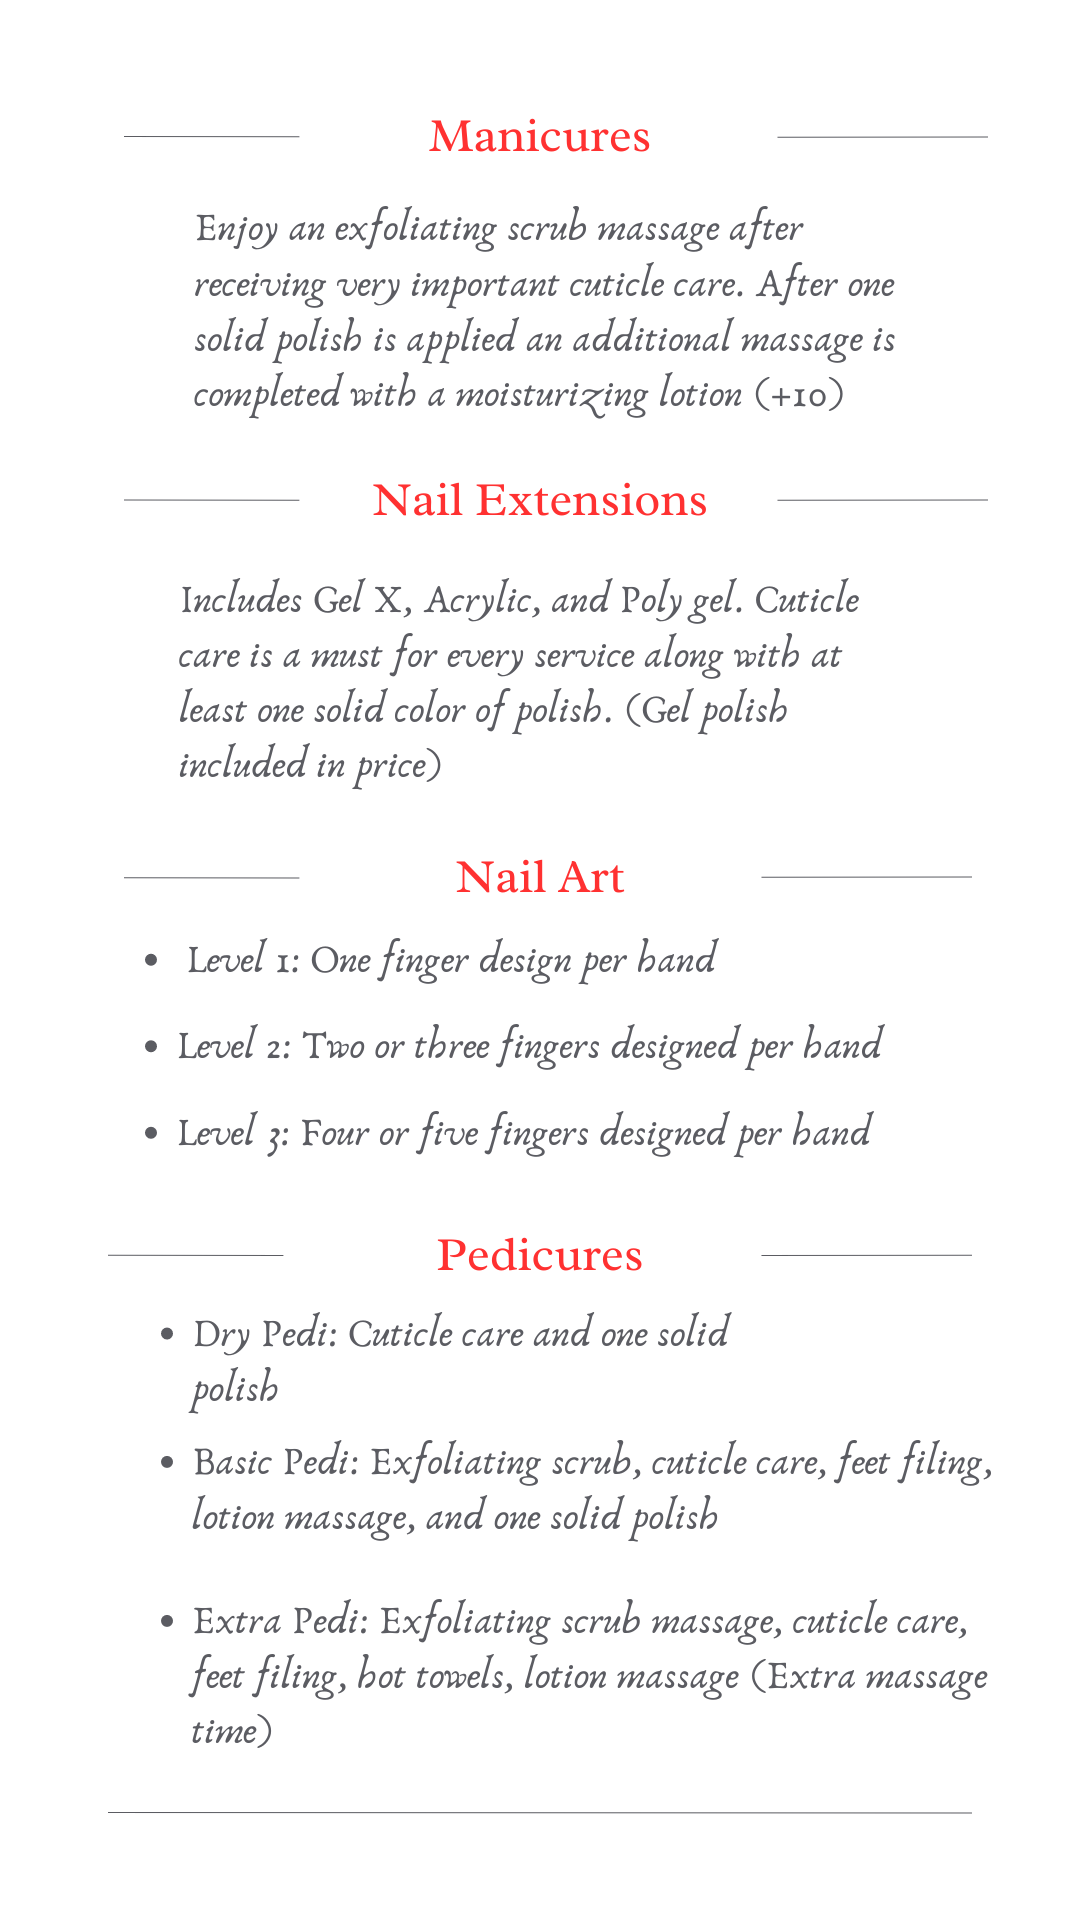 Manicures
Enjoy an exfoliating scrub massage after
receiving very important cuticle care. After one
solid polish is applied an additional massage is
completed with a moisturizing lotion (+10)
Nail Extensions
Includes Gel X, Acrylic, and Poly gel. Cuticle
care is a must for every service along with at
least one solid color of polish. (Gel polish
included in price)
Nail Art
• Level 1: One finger design per hand
• Level 2: Two or three fingers designed per hand
• Level 3: Four or five fingers designed per hand
Pedicures
• Dry Pedi: Cuticle care and one solid
polish
• Basic Pedi: Exfoliating scrub, cuticle care, feet filing,
lotion massage, and one solid polish
• Extra Pedi: Exfoliating scrub massage, cuticle care,
feet filing, hot towels, lotion massage (Extra massage
time)